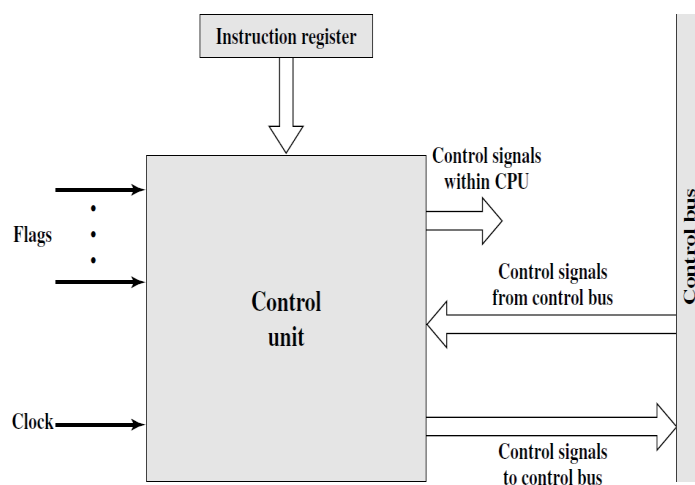 Instruction register
Control signals
within CPU
Flags
Control signals
from control bus
Control
unit
Clock
Control signals
to control bus
Control bus